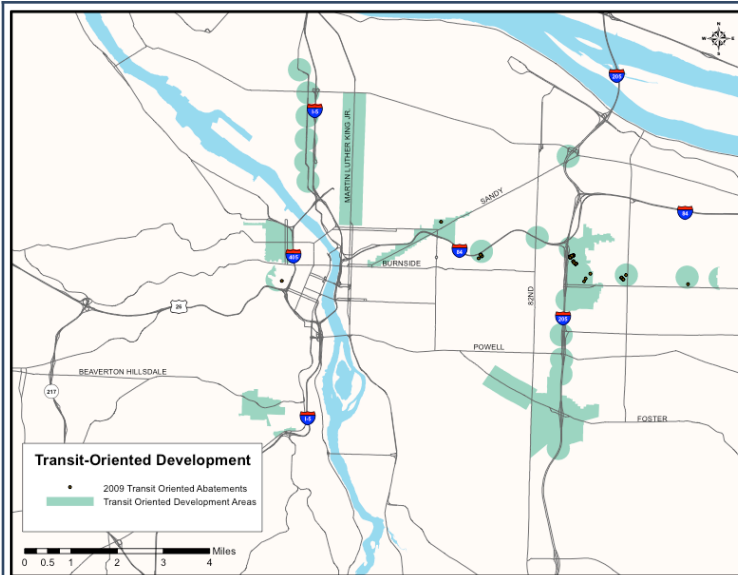 N
W E
S
205
I-5
MARTIN LUTHER KING JR.
SANDY
84
405
84
BURNSIDE
82ND
26
205
POWELL
BEAVERTON HILLSDALE
217
I-5
FOSTER
Transit-Oriented Development
2009 Transit Oriented Abatements
Transit Oriented Development Areas
Miles
0 0.5 1 2 3 4